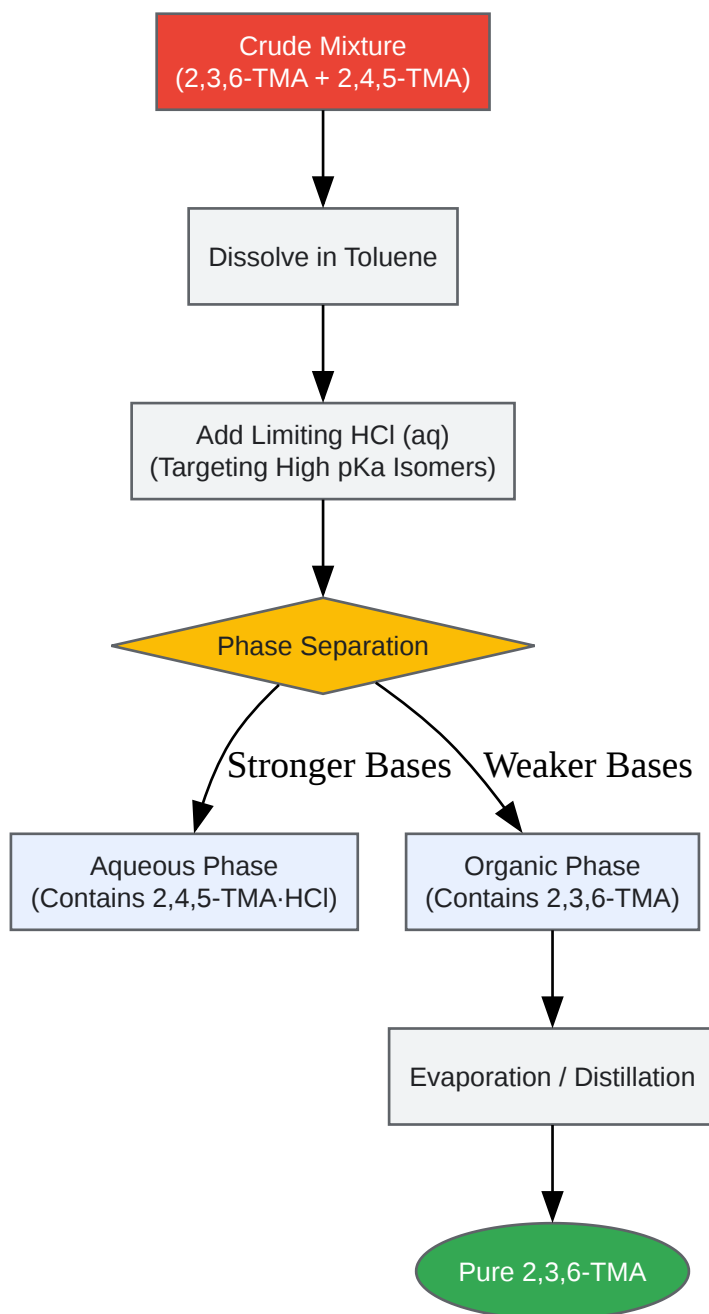 Crude Mixture
(2,3,6-TMA + 2,4,5-TMA)
Dissolve in Toluene
Add Limiting HCl (aq)
(Targeting High pKa Isomers)
Phase Separation
Stronger Bases
Weaker Bases
Aqueous Phase
(Contains 2,4,5-TMA·HCl)
Organic Phase
(Contains 2,3,6-TMA)
Evaporation / Distillation
Pure 2,3,6-TMA